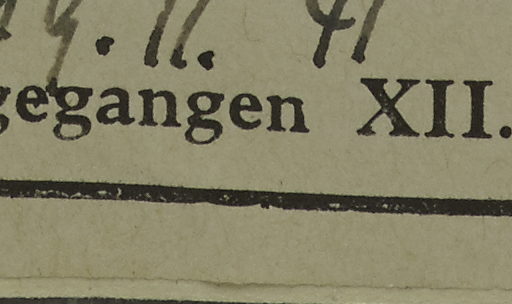 . 11. 41
gegangen XII.